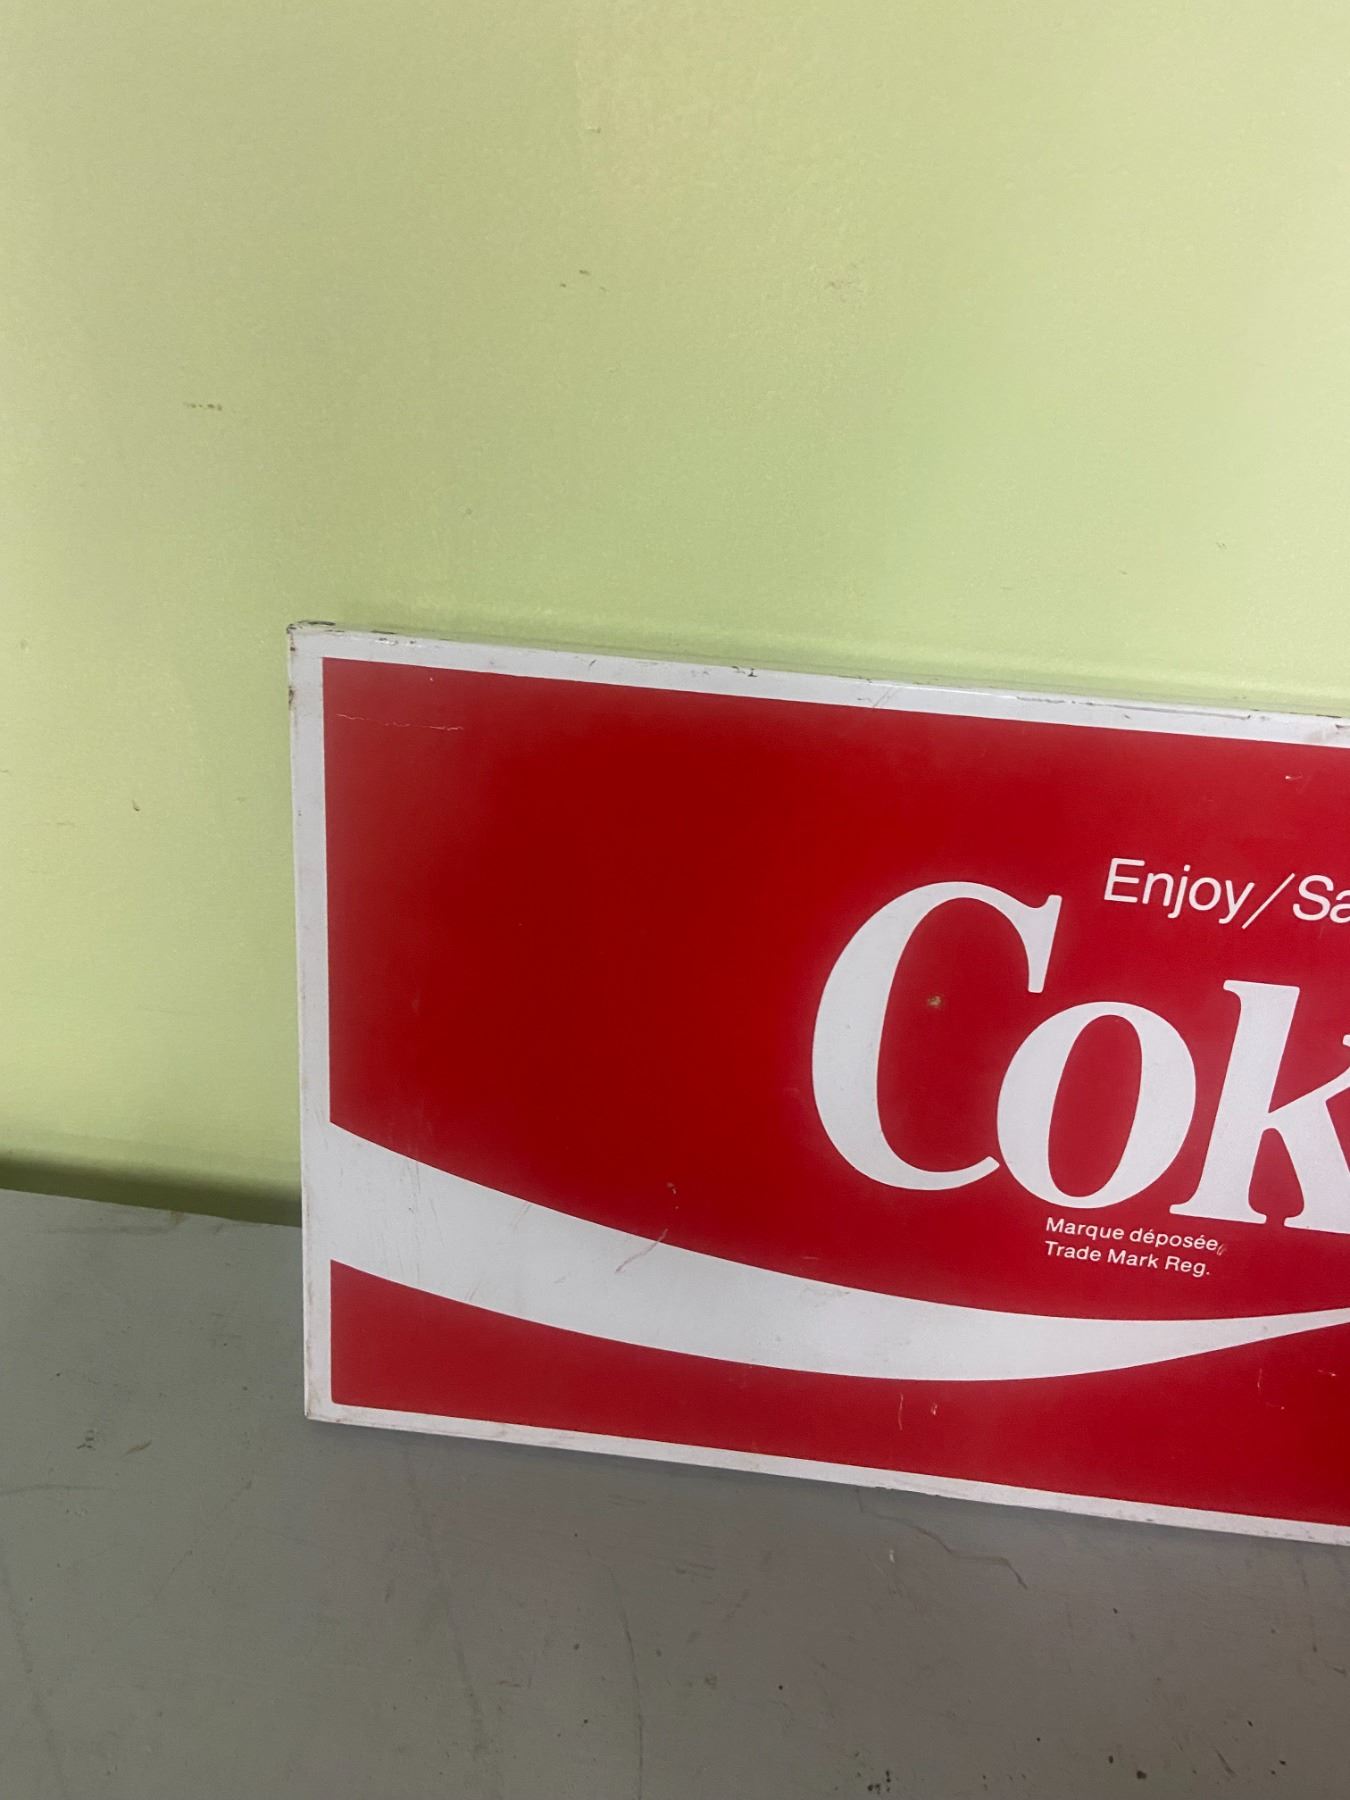 Enjoy/Sa
Cok
Marque déposée
Trade Mark Reg.